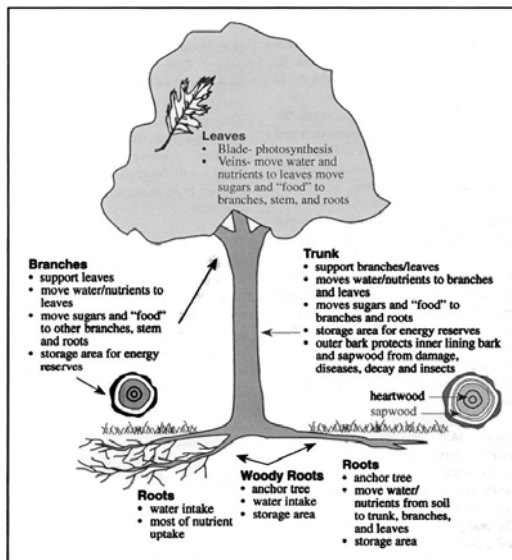 Leaves
• Blade- photosynthesis
• Veins- move water and
nutrients to leaves move
sugars and "food" to
branches, stem, and roots
Branches
• support leaves
• move water/nutrients to
leaves
• move sugars and "food"
to other branches, stem
and roots
• storage area for energy
reserves
Trunk
• support branches/leaves
• moves water/nutrients to branches
and leaves
• moves sugars and "food" to
branches and roots
• storage area for energy reserves
• outer bark protects inner lining bark
and sapwood from damage,
diseases, decay and insects
heartwood
sapwood
Roots
• water intake
• most of nutrient
uptake
Woody Roots
• anchor tree
• water intake
• storage area
Roots
• anchor tree
• move water/
nutrients from soil
to trunk, branches,
and leaves
• storage area